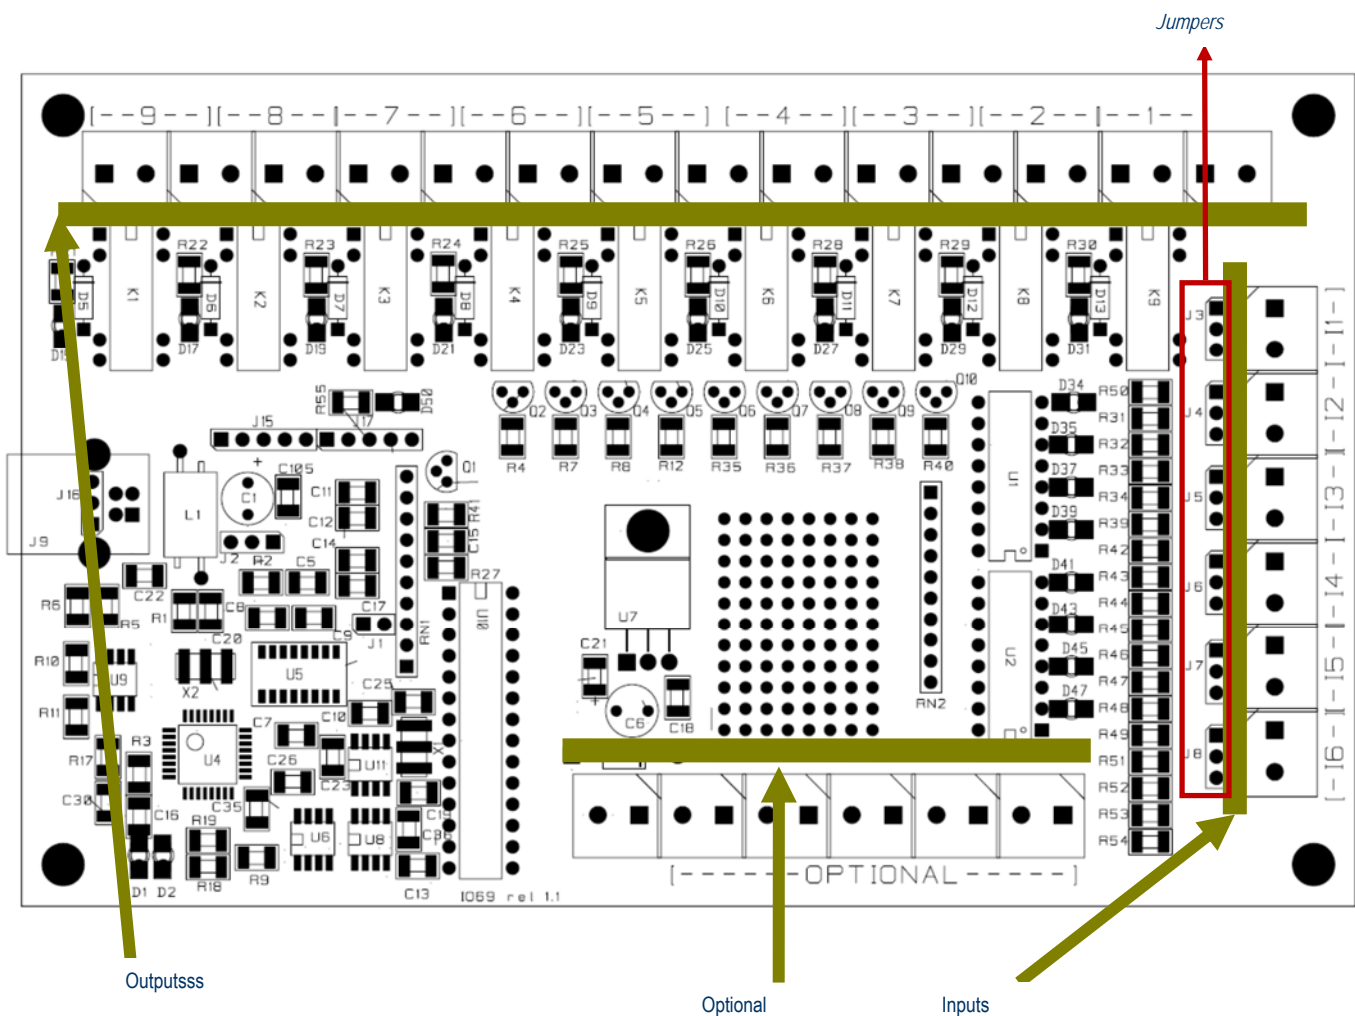 Jumpers
[--9--][--8--][--7--][--6--][--5--] [--4--][--3--][--2--][--1--
R22 R23 R24 R25 R26 R28 R29 R30
D5 K1 D6 K2 D7 K3 D8 K4 D9 K5 D10 K6 D11 K7 D12 K8 D13 K9
D17 D19 D21 D23 D25 D27 D29 D31
J3 J4 J5 J6 J7 J8
[-I6-][-I5-][-I4-][-I3-][-I2-][-I1-]
R55 J17 D50 J15
Q2 Q3 Q4 Q5 Q6 Q7 Q8 Q9 Q10
R4 R7 R8 R12 R35 R36 R37 R38 R40
D34 D35 D37 D39 D41 D43 D45 D47
R50 R31 R32 R33 R34 R39 R42 R43 R44 R45 R46 R47 R48 R49 R51 R52 R53 R54
J16 J9 L1 C1 + C105 C11 C12 C14 Q1 R41 C15 R27
J2 R2 C5 C22 R6 R5 R1 C8 C20 C9 C17 J1 RN1 U10
R10 U9 X2 U5 C25 R11 C7 C10
R17 R3 U4 C26 C23 U11 C30 C16 C35 C19
R19 U6 U8 C36 D1 D2 R18 R9 C13
U7 C21 + C6 C18 RN2 U1 U2
IO69 rel 1.1
[------OPTIONAL-----]
Outputsss
Optional
Inputs